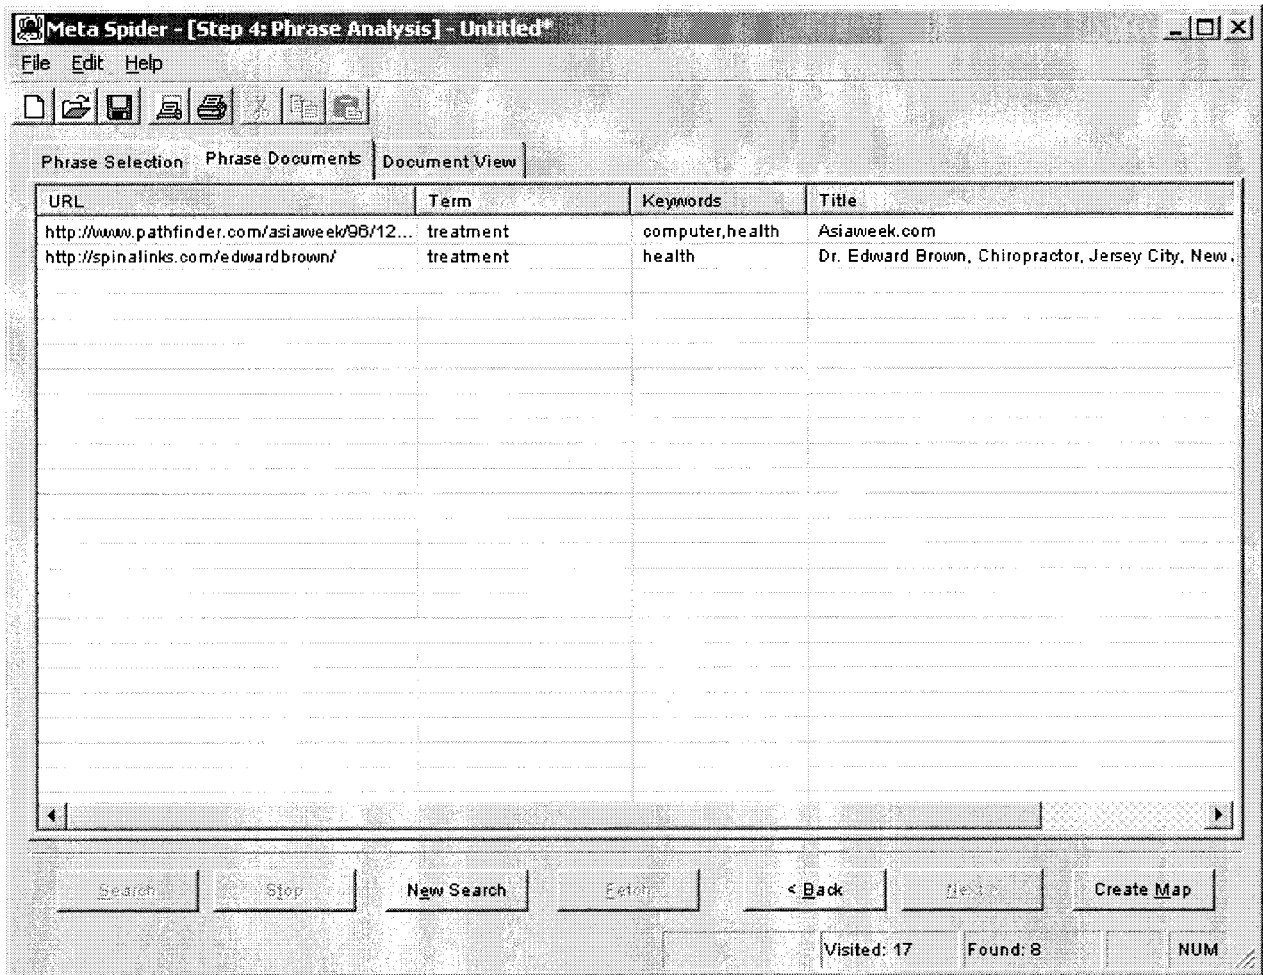 Meta Spider - [Step 4: Phrase Analysis] - Untitled*
File Edit Help
Phrase Selection Phrase Documents Document View
URL Term Keywords Title
http://www.pathfinder.com/asiaweek/96/12... treatment computer,health Asiaweek.com
http://spinalinks.com/edwardbrown/ treatment health Dr. Edward Brown, Chiropractor, Jersey City, New
Search Stop New Search Fetch < Back Next > Create Map
Visited: 17 Found: 8 NUM